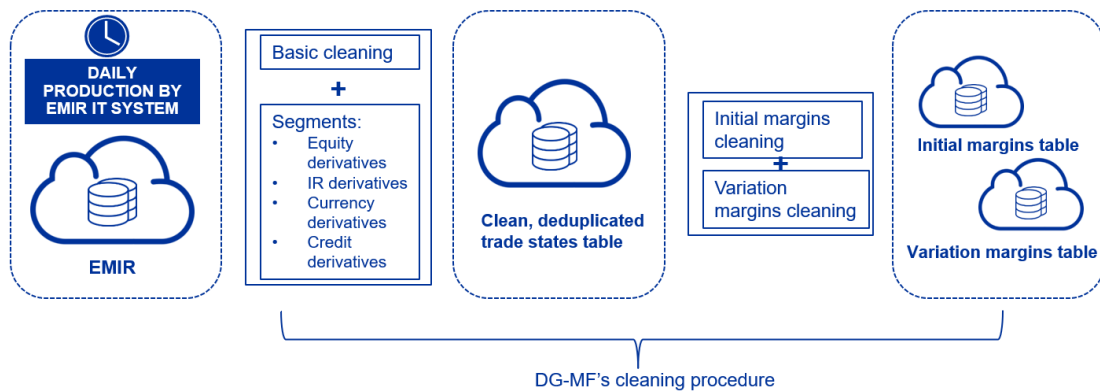 DAILY
PRODUCTION BY
EMIR IT SYSTEM
EMIR
Basic cleaning
+
Segments:
• Equity
derivatives
• IR derivatives
• Currency
derivatives
• Credit
derivatives
Clean, deduplicated
trade states table
Initial margins
cleaning
+
Variation
margins cleaning
Initial margins table
Variation margins table
DG-MF's cleaning procedure